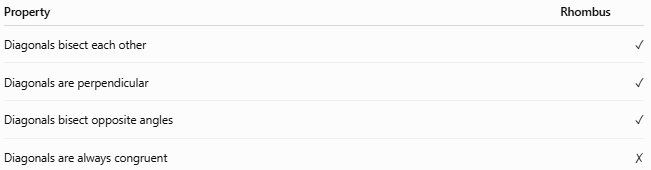 Property Rhombus
Diagonals bisect each other ✓
Diagonals are perpendicular ✓
Diagonals bisect opposite angles ✓
Diagonals are always congruent ✗